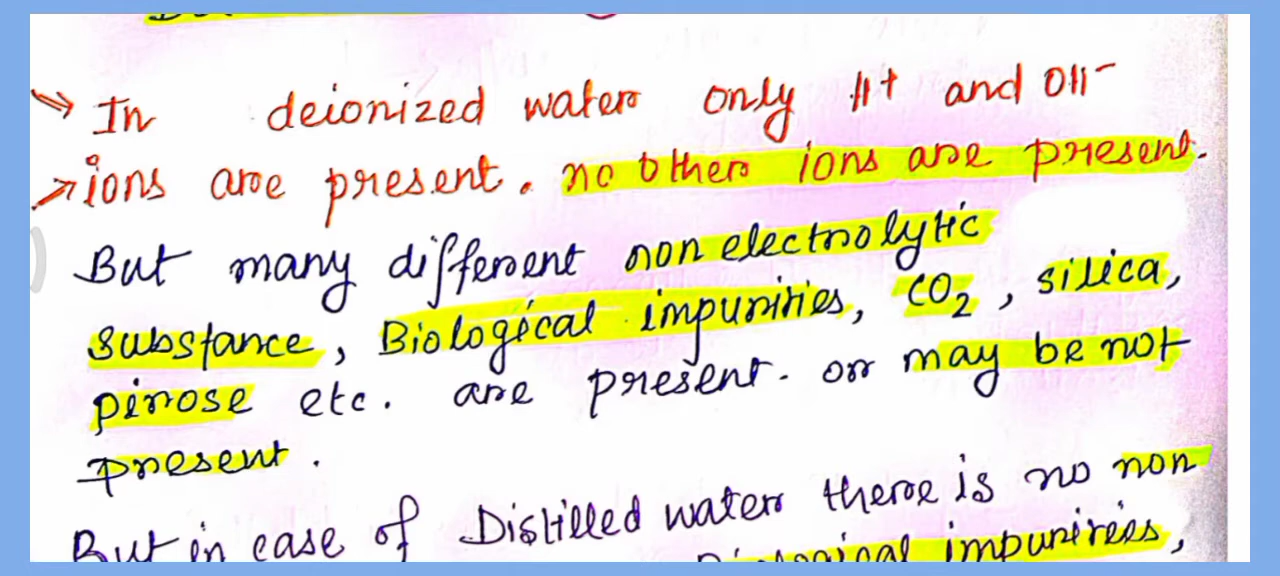 ⇒ In deionized water only H+ and OH-
→ ions are present. no other ions are present.
But many different non electrolytic
substance, Biological impurities, CO2, silica,
pirose etc. are present. or may be not
present.
But in case of Distilled water there is no non
impurities,